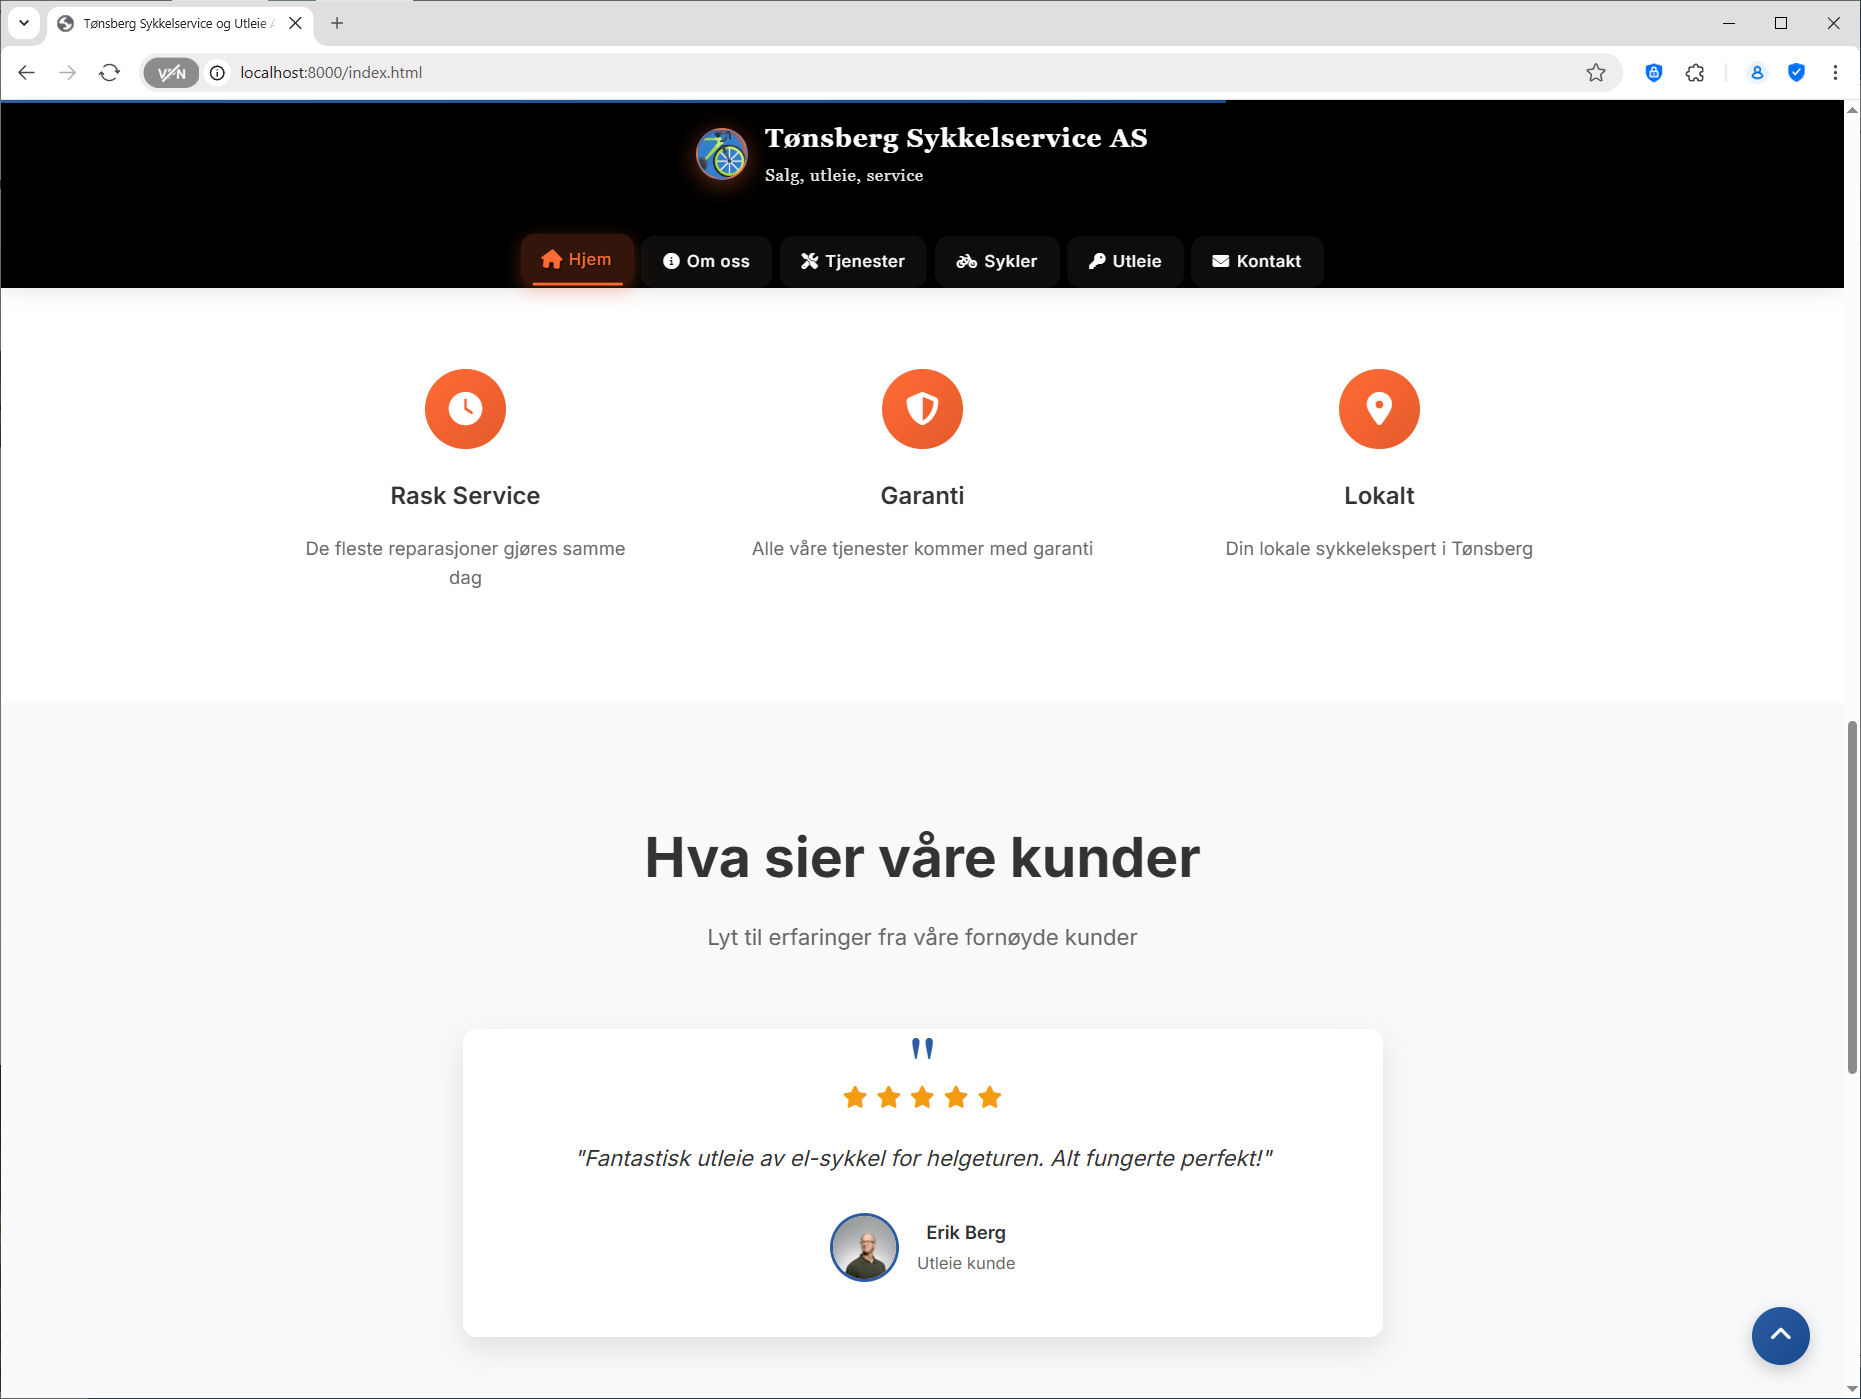 Tønsberg Sykkelservice og Utleie
VPN
localhost:8000/index.html
Tønsberg Sykkelservice AS
Salg, utleie, service
Hjem
Om oss
Tjenester
Sykler
Utleie
Kontakt
Rask Service
De fleste reparasjoner gjøres samme
dag
Garanti
Alle våre tjenester kommer med garanti
Lokalt
Din lokale sykkelekspert i Tønsberg
Hva sier våre kunder
Lyt til erfaringer fra våre fornøyde kunder
"
"Fantastisk utleie av el-sykkel for helgeturen. Alt fungerte perfekt!"
Erik Berg
Utleie kunde